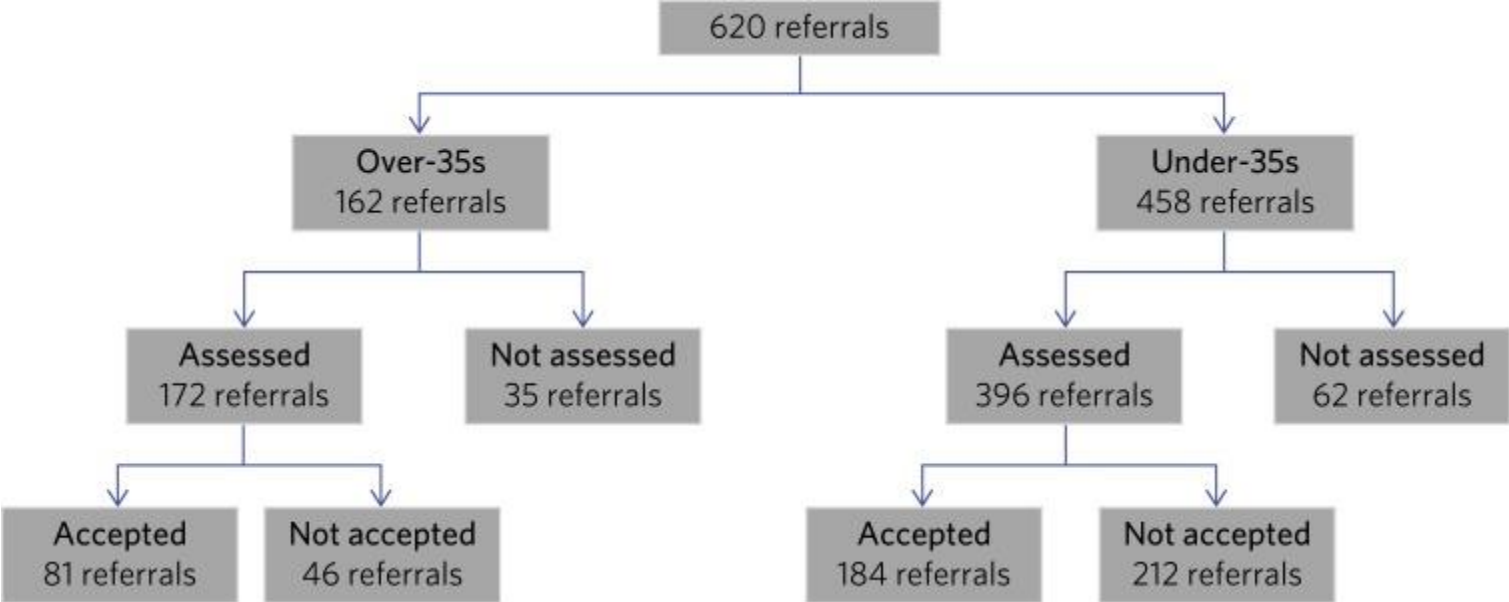 620 referrals
Over-35s
162 referrals
Under-35s
458 referrals
Assessed
172 referrals
Not assessed
35 referrals
Assessed
396 referrals
Not assessed
62 referrals
Accepted
81 referrals
Not accepted
46 referrals
Accepted
184 referrals
Not accepted
212 referrals